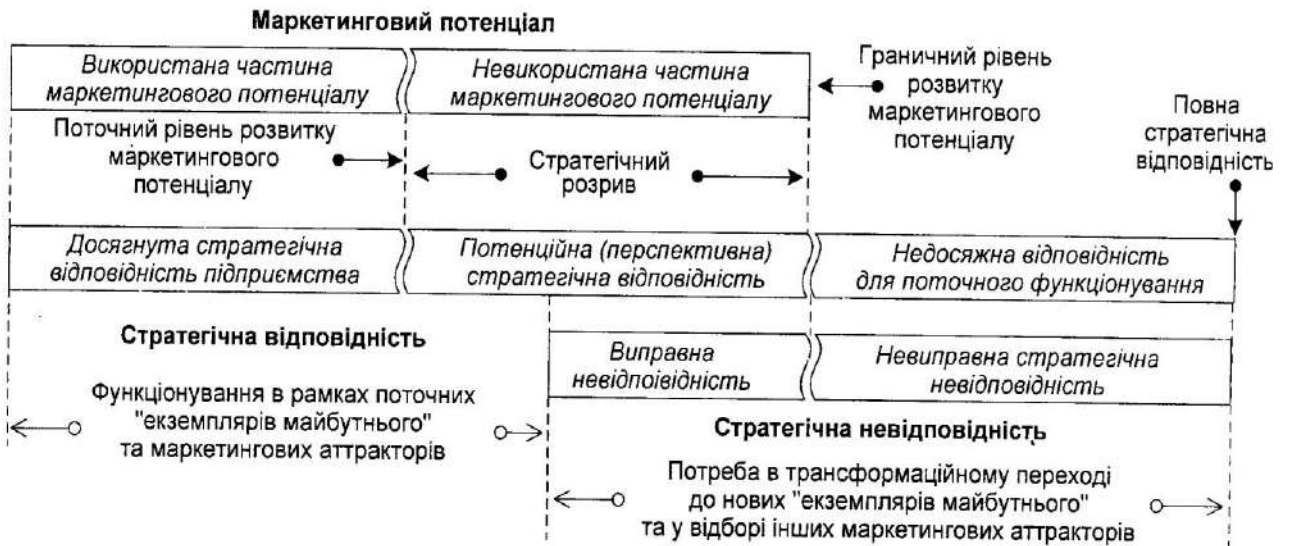 Маркетинговий потенціал
Використана частина
маркетингового потенціалу
Невикористана частина
маркетингового потенціалу
Граничний рівень
розвитку
маркетингового
потенціалу
Повна
стратегічна
відповідність
Поточний рівень розвитку
маркетингового
потенціалу
Стратегічний
розрив
Досягнута стратегічна
відповідність підприємства
Потенційна (перспективна)
стратегічна відповідність
Недосяжна відповідність
для поточного функціонування
Стратегічна відповідність
Виправна
невідпоівідність
Невиправна стратегічна
невідповідність
Функціонування в рамках поточних
"екземплярів майбутнього"
та маркетингових аттракторів
Стратегічна невідповідність
Потреба в трансформаційному переході
до нових "екземплярів майбутнього"
та у відборі інших маркетингових аттракторів